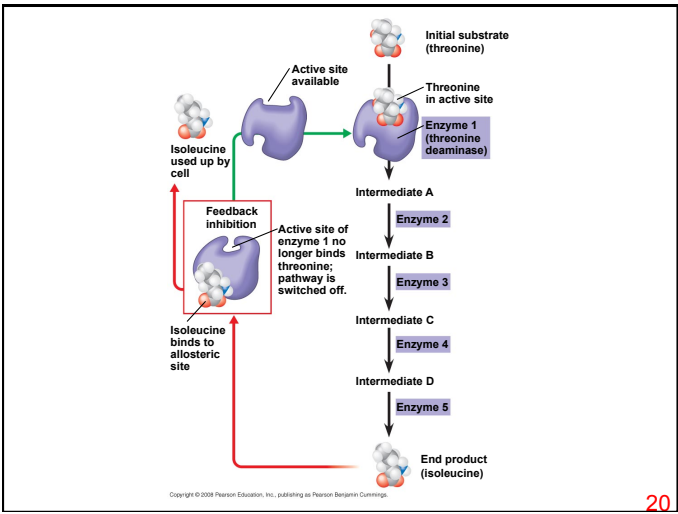 Initial substrate
(threonine)
Active site
available
Threonine
in active site
Enzyme 1
(threonine
deaminase)
Isoleucine
used up by
cell
Intermediate A
Feedback
inhibition
Enzyme 2
Active site of
enzyme 1 no
longer binds
threonine;
pathway is
switched off.
Intermediate B
Enzyme 3
Isoleucine
binds to
allosteric
site
Intermediate C
Enzyme 4
Intermediate D
Enzyme 5
End product
(isoleucine)
Copyright © 2008 Pearson Education, Inc., publishing as Pearson Benjamin Cummings.
20